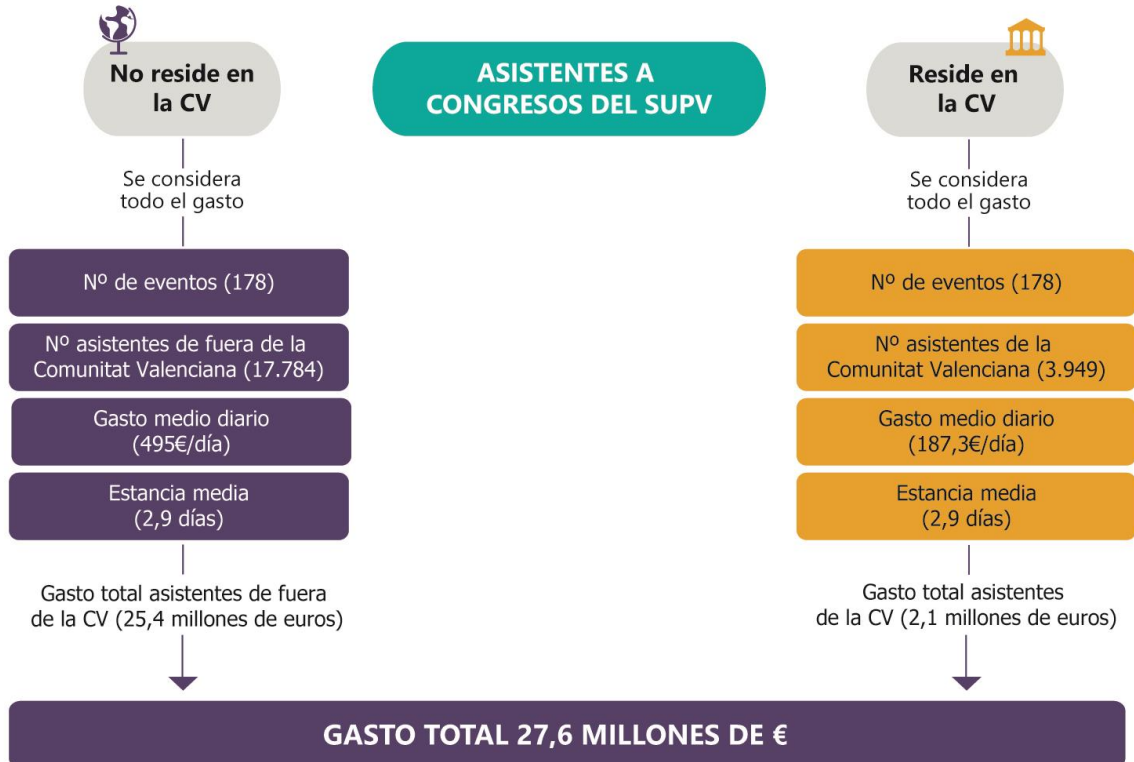 No reside en
la CV
Se considera
todo el gasto
Nº de eventos (178)
Nº asistentes de fuera de la
Comunitat Valenciana (17.784)
Gasto medio diario
(495€/día)
Estancia media
(2,9 días)
Gasto total asistentes de fuera
de la CV (25,4 millones de euros)
ASISTENTES A
CONGRESOS DEL SUPV
Reside en
la CV
Se considera
todo el gasto
Nº de eventos (178)
Nº asistentes de la
Comunitat Valenciana (3.949)
Gasto medio diario
(187,3€/día)
Estancia media
(2,9 días)
Gasto total asistentes
de la CV (2,1 millones de euros)
GASTO TOTAL 27,6 MILLONES DE €